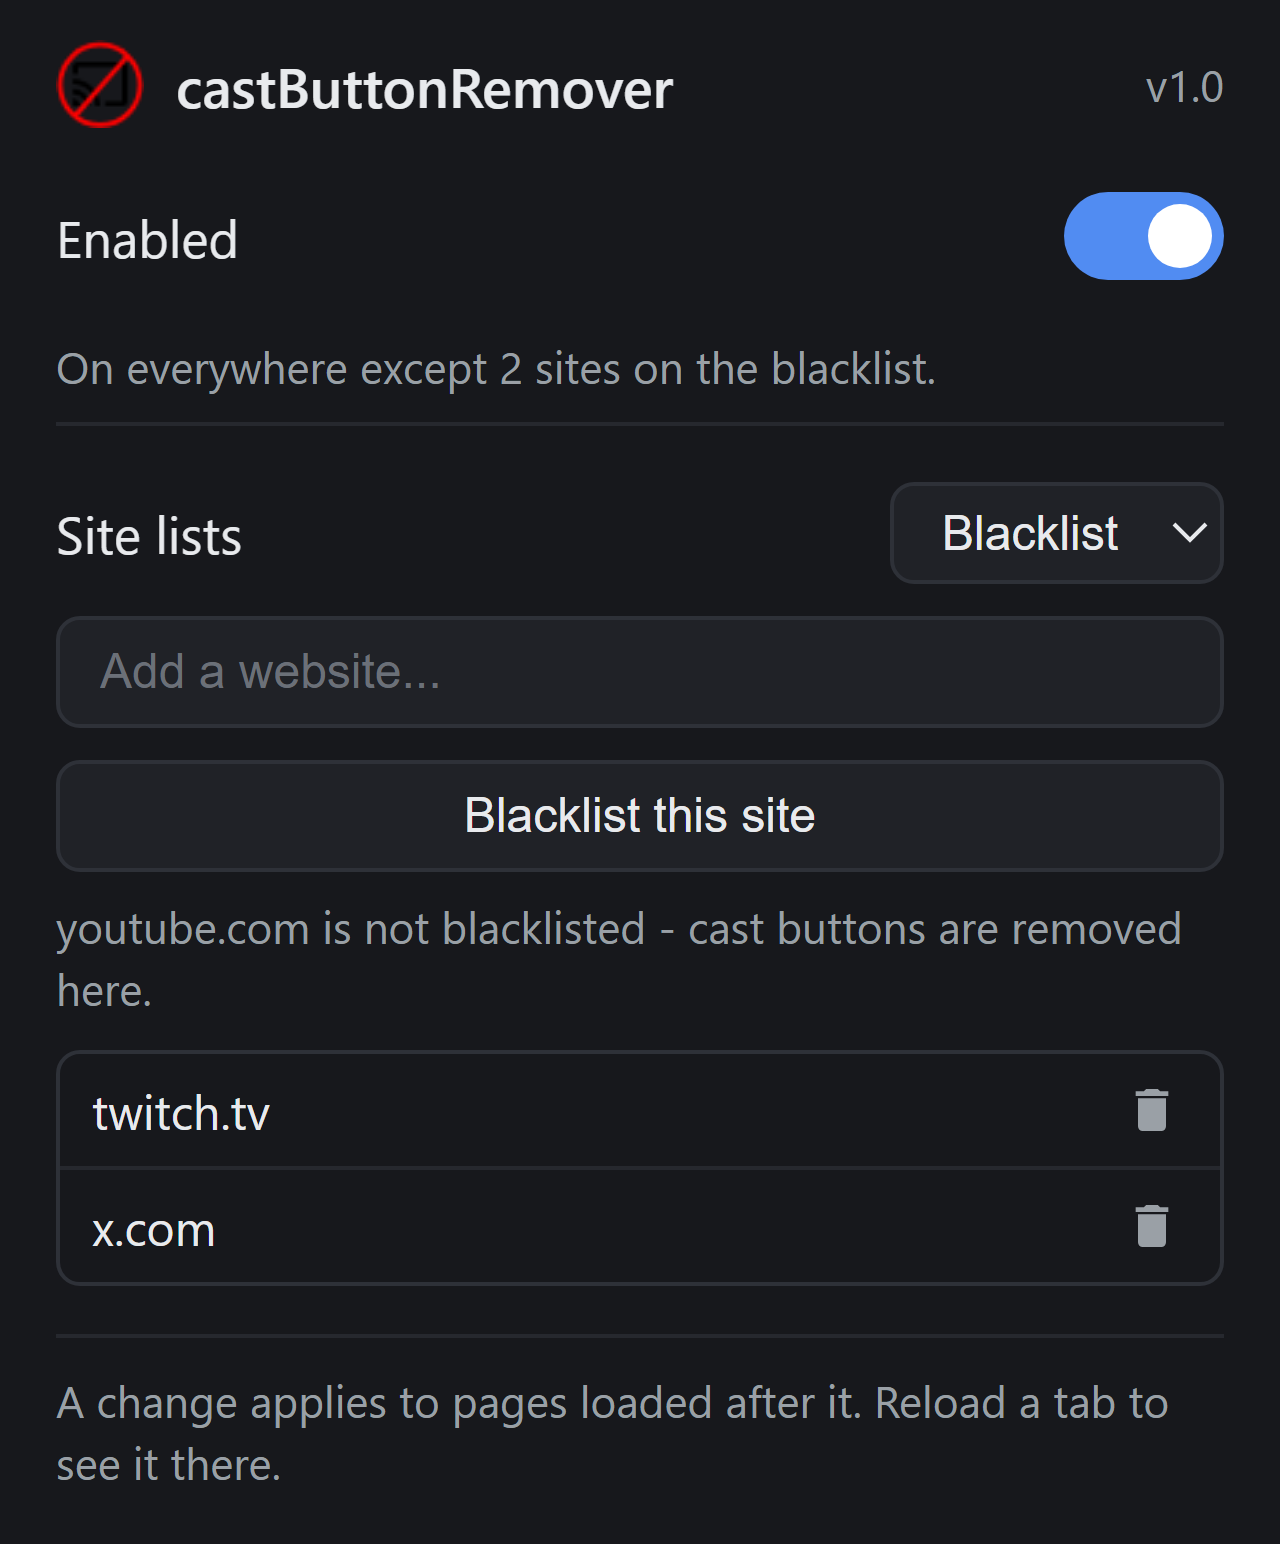 castButtonRemover
v1.0
Enabled
On everywhere except 2 sites on the blacklist.
Site lists
Blacklist
Add a website...
Blacklist this site
youtube.com is not blacklisted - cast buttons are removed
here.
twitch.tv
x.com
A change applies to pages loaded after it. Reload a tab to
see it there.